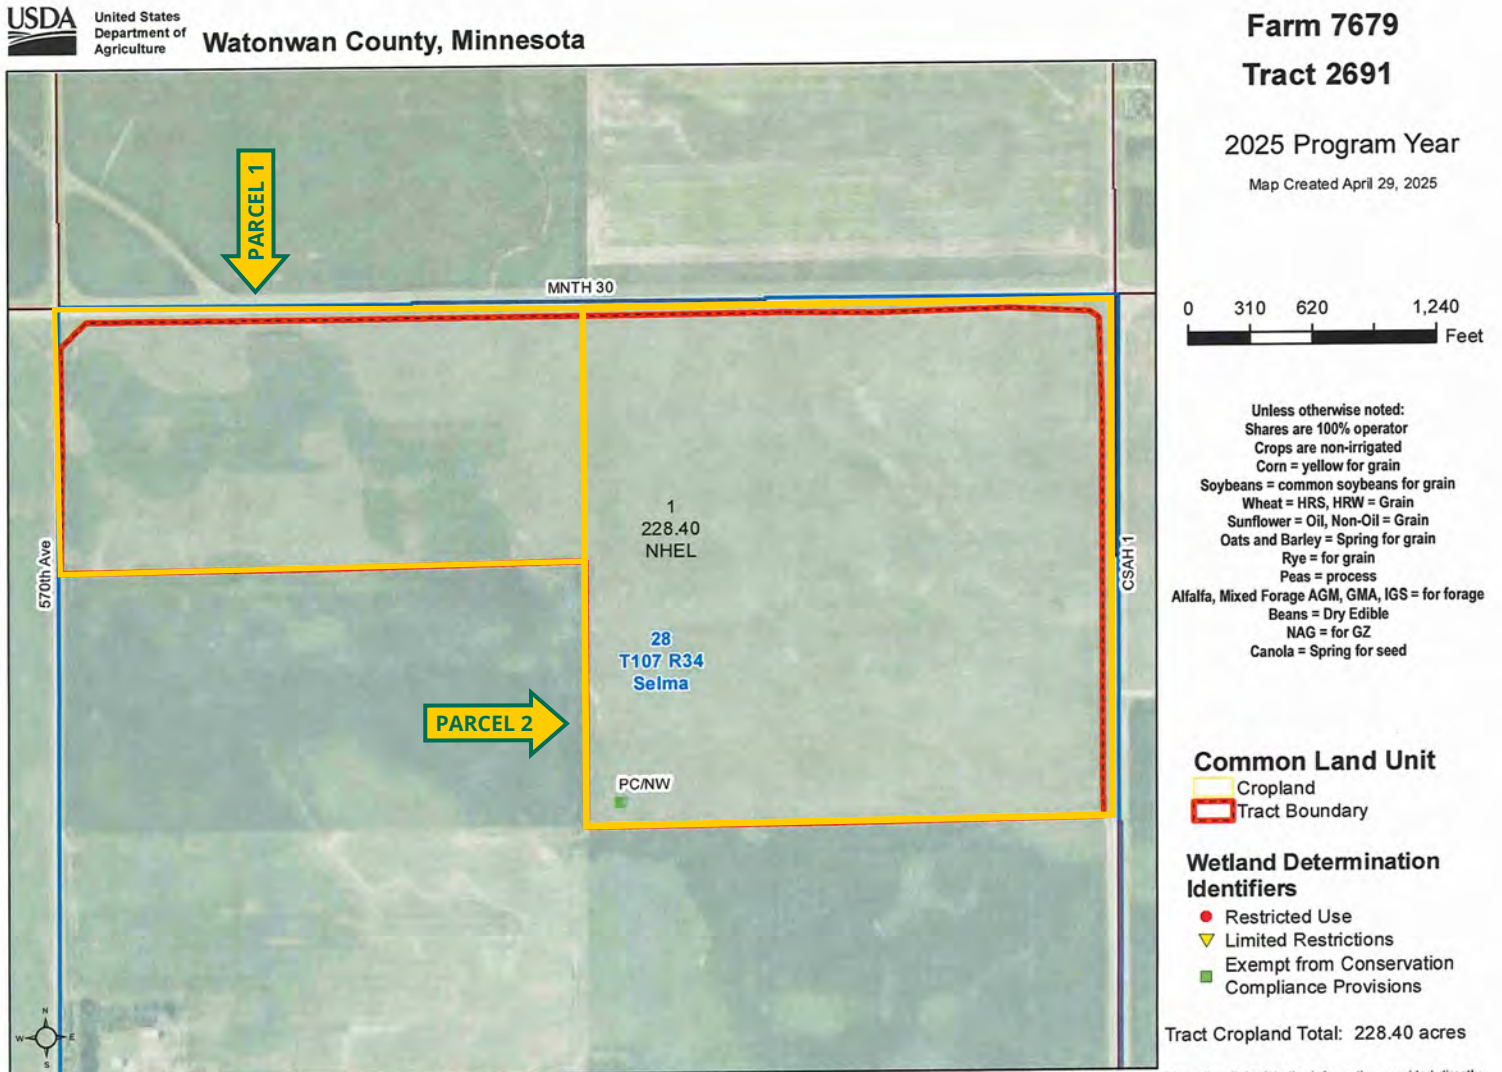 USDA
United States
Department of
Agriculture
Watonwan County, Minnesota
Farm 7679
Tract 2691
2025 Program Year
Map Created April 29, 2025
PARCEL 1
MNTH 30
0 310 620 1,240
Feet
Unless otherwise noted:
Shares are 100% operator
Crops are non-irrigated
Corn = yellow for grain
Soybeans = common soybeans for grain
Wheat = HRS, HRW = Grain
Sunflower = Oil, Non-Oil = Grain
Oats and Barley = Spring for grain
Rye = for grain
Peas = process
Alfalfa, Mixed Forage AGM, GMA, IGS = for forage
Beans = Dry Edible
NAG = for GZ
Canola = Spring for seed
1
228.40
NHEL
570th Ave
CSAH 1
28
T107 R34
Selma
PARCEL 2
PC/NW
Common Land Unit
Cropland
Tract Boundary
Wetland Determination
Identifiers
Restricted Use
Limited Restrictions
Exempt from Conservation
Compliance Provisions
N
W E
S
Tract Cropland Total: 228.40 acres